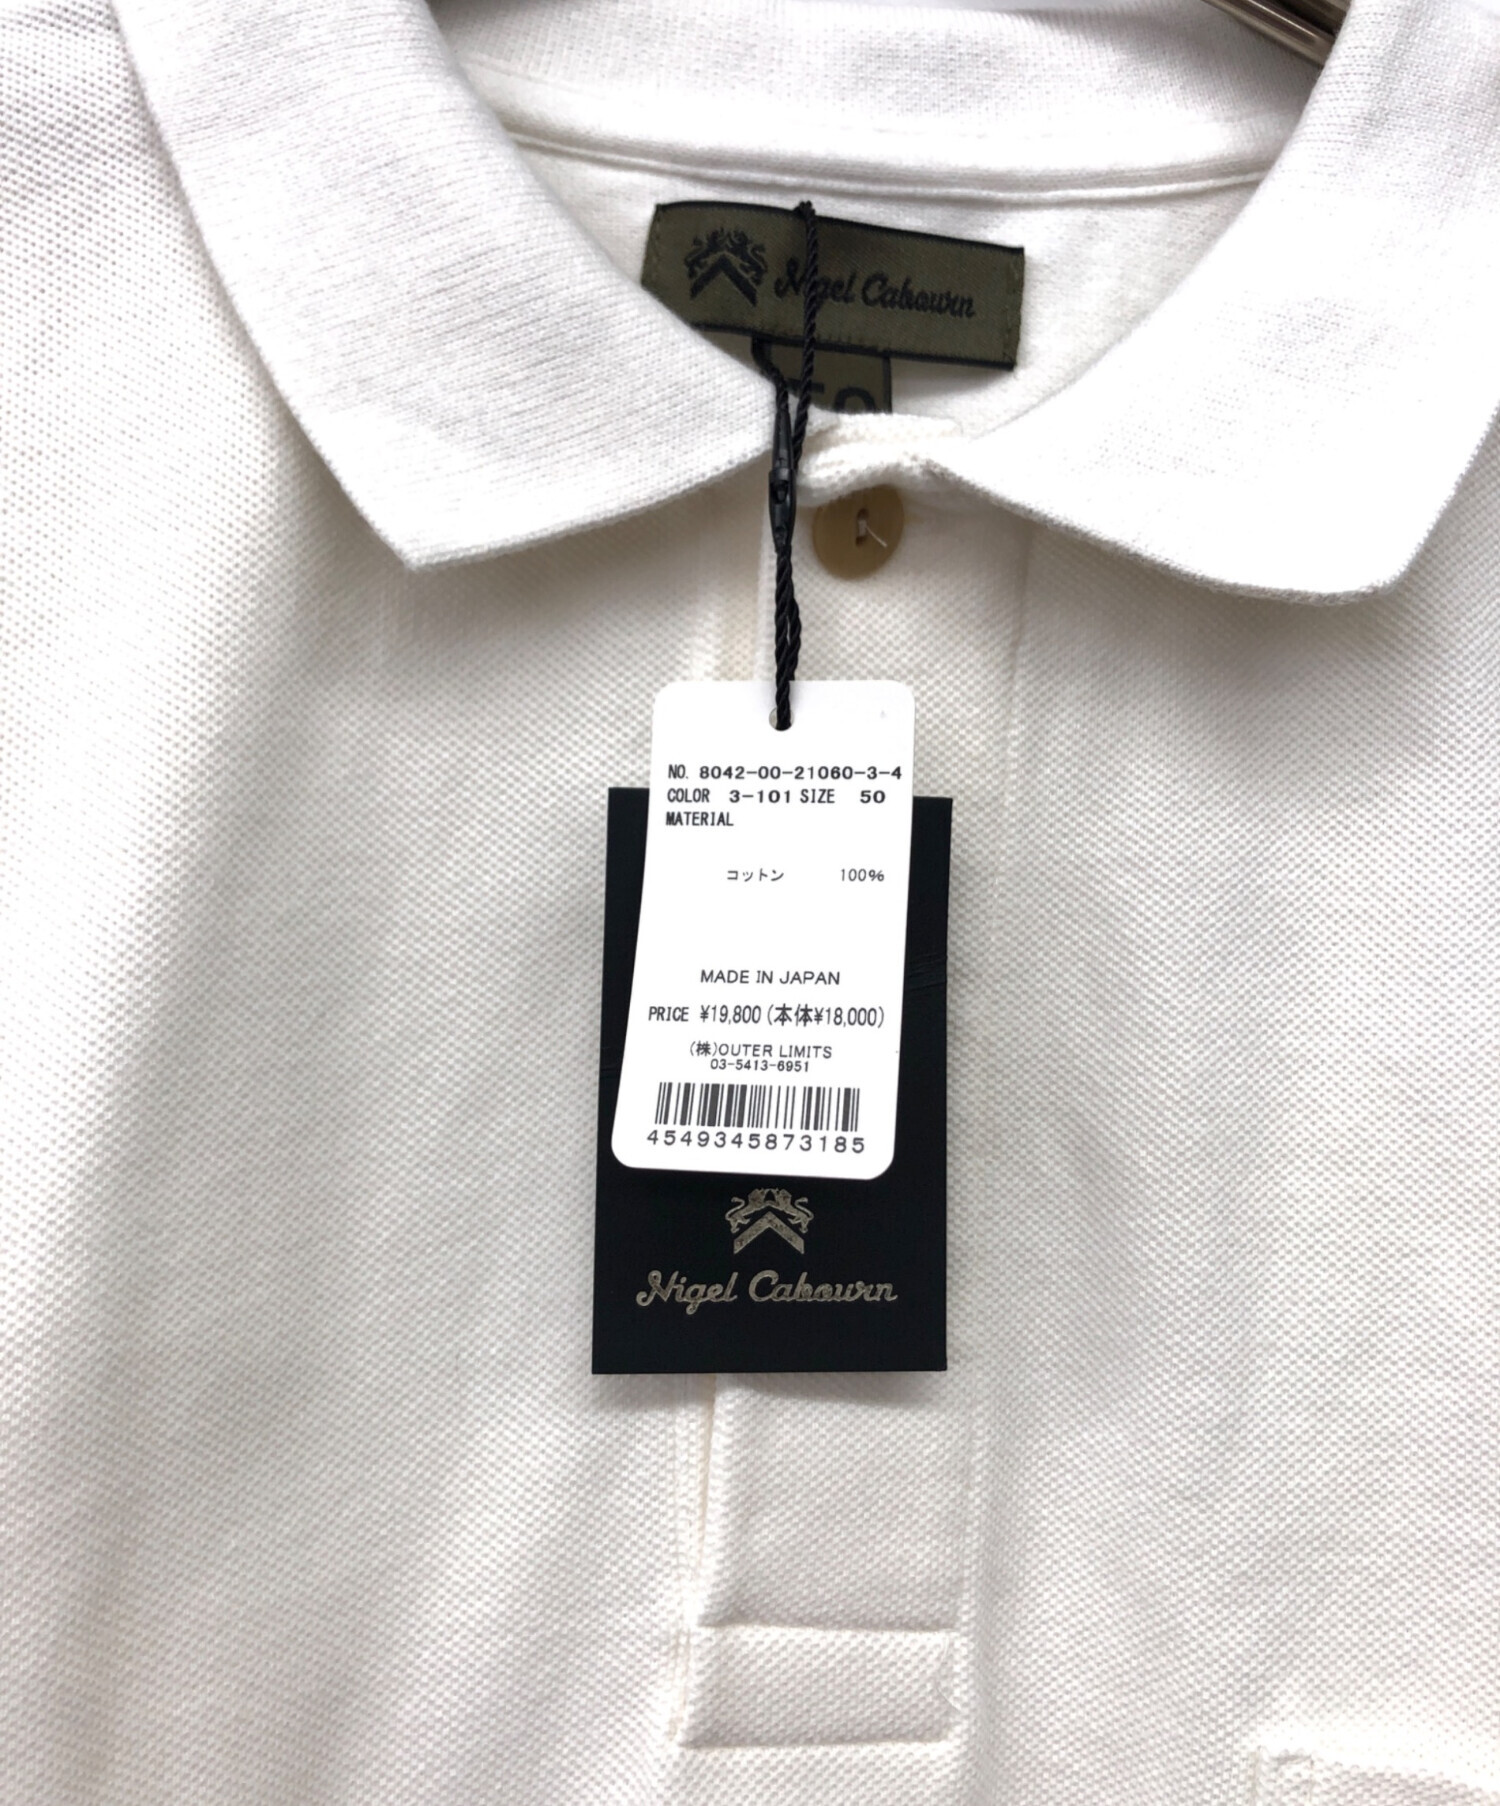 Nigel Cabourn
50
NO. 8042-00-21060-3-4
COLOR 3-101 SIZE 50
MATERIAL
コットン 100%
MADE IN JAPAN
PRICE ¥19,800 (本体¥18,000)
(株)OUTER LIMITS
03-5413-6951
4549345873185
Nigel Cabourn